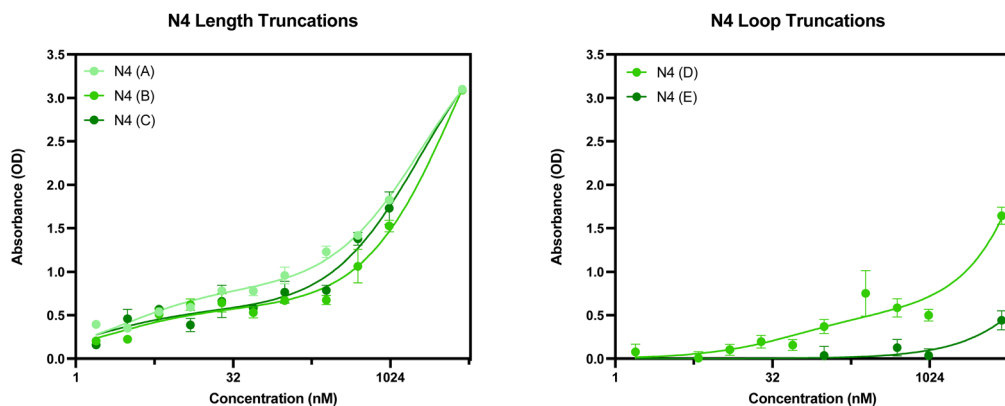 N4 Length Truncations
3.5
3.0
2.5
2.0
1.5
1.0
0.5
0.0
Absorbance (OD)
N4 (A)
N4 (B)
N4 (C)
1
32
1024
Concentration (nM)
N4 Loop Truncations
3.5
3.0
2.5
2.0
1.5
1.0
0.5
0.0
Absorbance (OD)
N4 (D)
N4 (E)
1
32
1024
Concentration (nM)